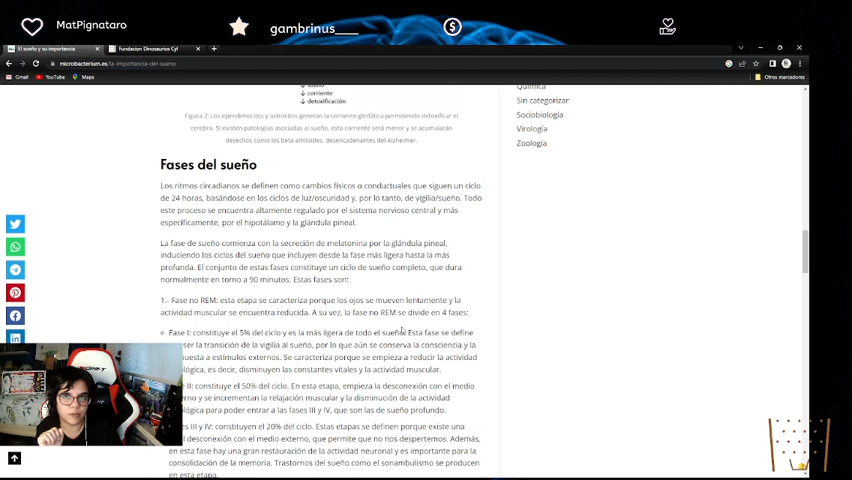 MatPignataro
gambrinus____
El sueño y su importancia
Fundacion Dinosaurios Cyl
microbacterium.es/la-importancia-del-sueno
Gmail
YouTube
Maps
Otros marcadores
↓ sueño
↓ corriente
↓ detoxificación
Figura 2: Los ependimocitos y astrocitos generan la corriente glinfática permitiendo detoxificar el
cerebro. Si existen patologías asociadas al sueño, esta corriente será menor y se acumularán
desechos como los beta amiloides, desencadenantes del Alzheimer.
Química
Sin categorizar
Sociobiología
Virología
Zoología
Fases del sueño
Los ritmos circadianos se definen como cambios físicos o conductuales que siguen un ciclo
de 24 horas, basándose en los ciclos de luz/oscuridad y, por lo tanto, de vigilia/sueño. Todo
este proceso se encuentra altamente regulado por el sistema nervioso central y más
específicamente, por el hipotálamo y la glándula pineal.
La fase de sueño comienza con la secreción de melatonina por la glándula pineal,
induciendo los ciclos del sueño que incluyen desde la fase más ligera hasta la más
profunda. El conjunto de estas fases constituye un ciclo de sueño completo, que dura
normalmente en torno a 90 minutos. Estas fases son:
1.- Fase no REM: esta etapa se caracteriza porque los ojos se mueven lentamente y la
actividad muscular se encuentra reducida. A su vez, la fase no REM se divide en 4 fases:
Fase I: constituye el 5% del ciclo y es la más ligera de todo el sueño. Esta fase se define
ser la transición de la vigilia al sueño, por lo que aún se conserva la consciencia y la
puesta a estímulos externos. Se caracteriza porque se empieza a reducir la actividad
ológica, es decir, disminuyen las constantes vitales y la actividad muscular.
e II: constituye el 50% del ciclo. En esta etapa, empieza la desconexión con el medio
erno y se incrementan la relajación muscular y la disminución de la actividad
ológica para poder entrar a las fases III y IV, que son las de sueño profundo.
es III y IV: constituyen el 20% del ciclo. Estas etapas se definen porque existe una
l desconexión con el medio externo, que permite que no nos despertemos. Además,
en esta fase hay una gran restauración de la actividad neuronal y es importante para la
consolidación de la memoria. Trastornos del sueño como el sonambulismo se producen
en esta etapa.